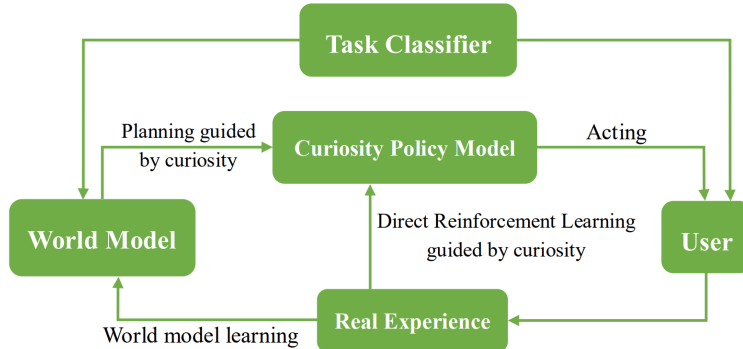 Task Classifier
Planning guided
by curiosity
Curiosity Policy Model
Acting
World Model
Direct Reinforcement Learning
guided by curiosity
User
World model learning
Real Experience